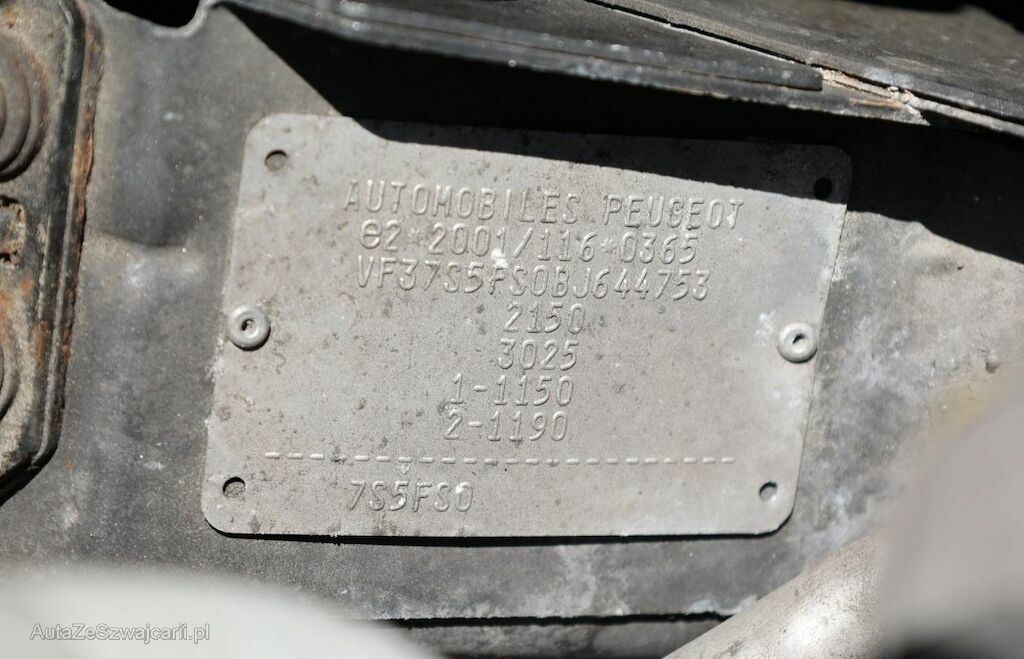 AUTOMOBILES PEUGEOT
e2*2001/116*0365
VF37S5FS0BJ644753
2150
3025
1-1150
2-1190
-------------------------
7S5FS0
AutaZeSzwajcarii.pl